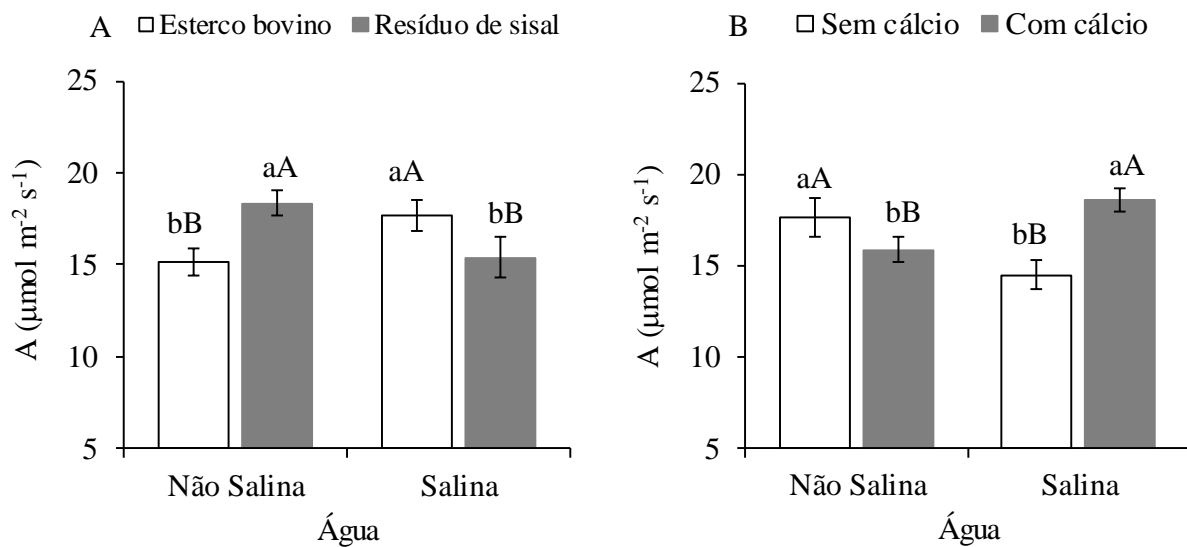 A □ Esterco bovino ■ Resíduo de sisal
A (µmol m⁻² s⁻¹)
25
20
15
10
5
bB
aA
aA
bB
Não Salina
Salina
Água
B □ Sem cálcio ■ Com cálcio
A (µmol m⁻² s⁻¹)
25
20
15
10
5
aA
bB
bB
aA
Não Salina
Salina
Água